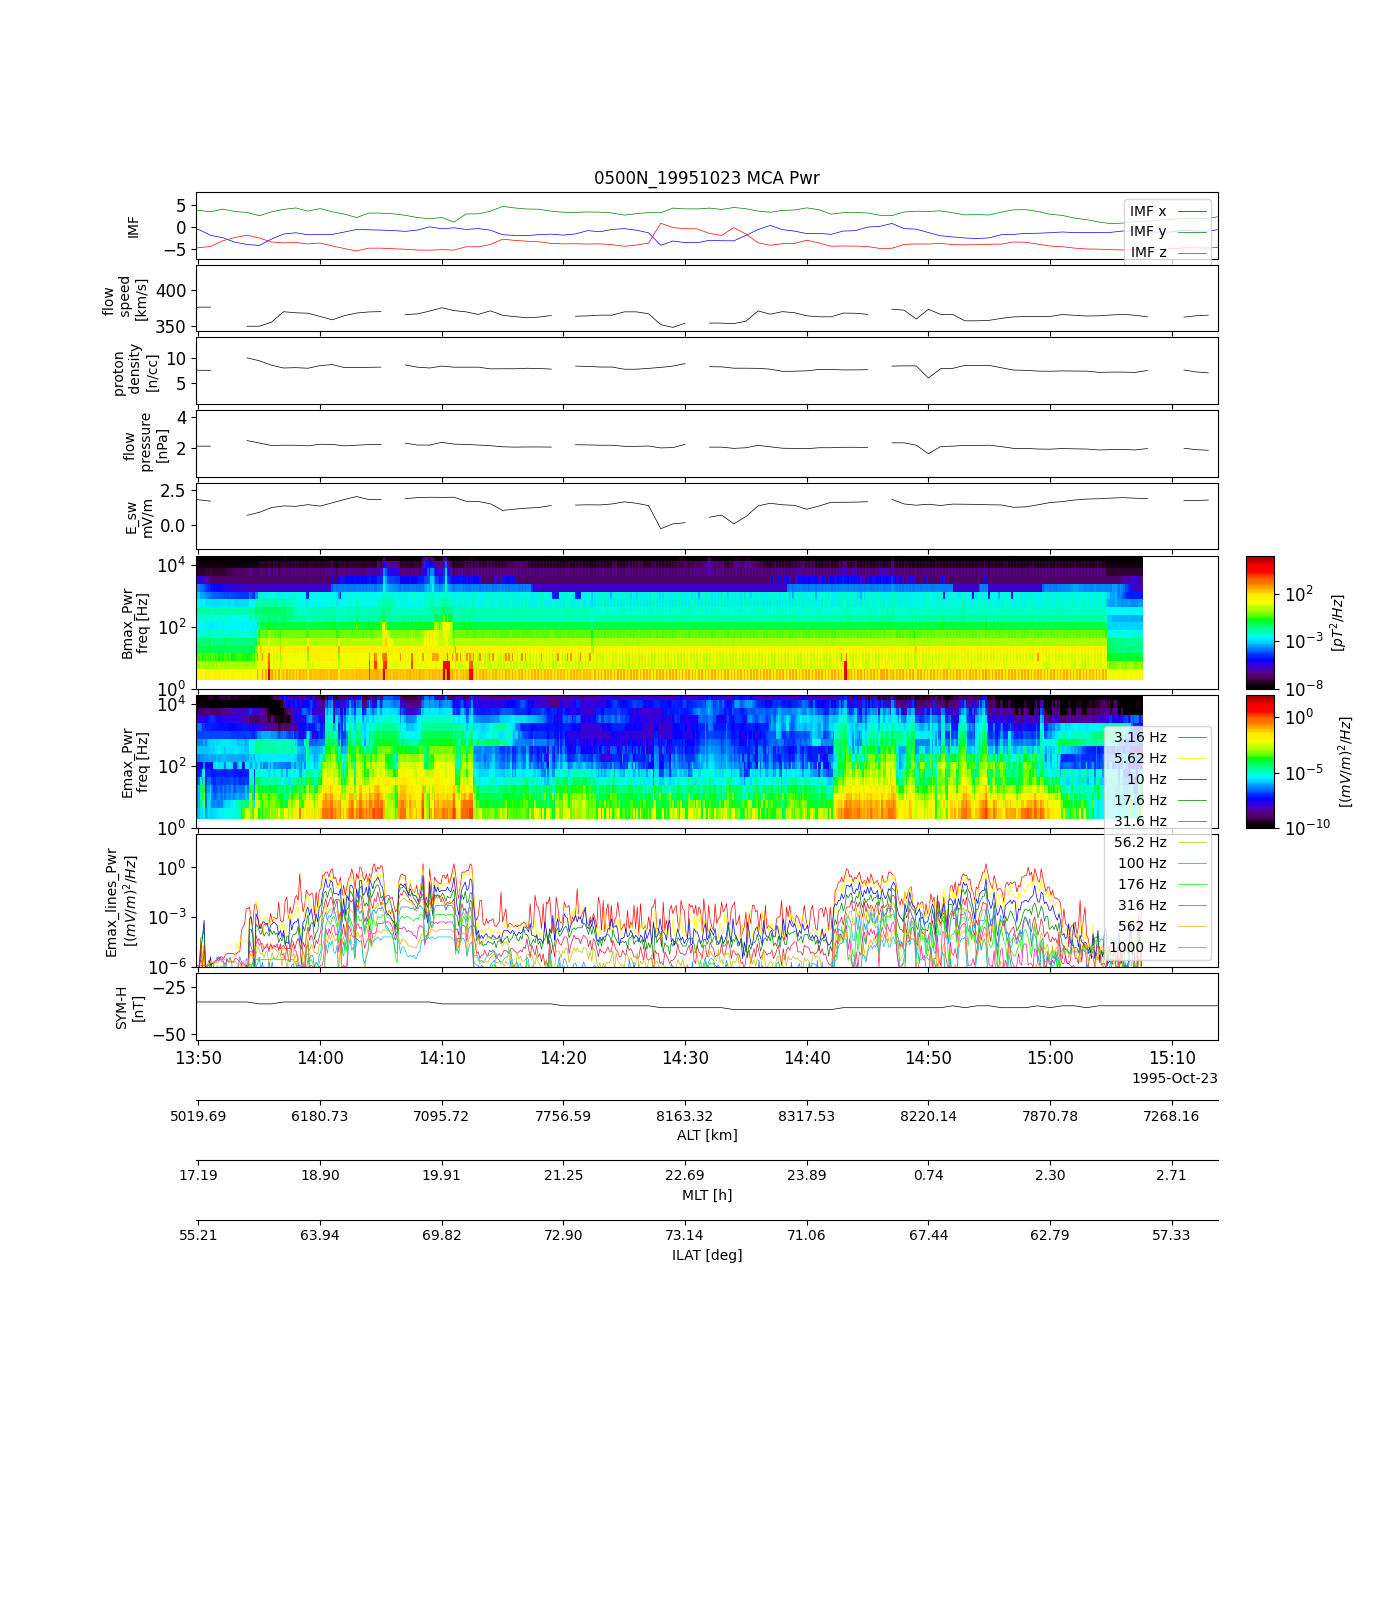 0500N_19951023 MCA Pwr
IMF
5
0
−5
IMF x
IMF y
IMF z
flow
speed
[km/s]
400
350
proton
density
[n/cc]
10
5
flow
pressure
[nPa]
4
2
E_sw
mV/m
2.5
0.0
Bmax_Pwr
freq [Hz]
10^4
10^2
10^0
10^2
10^−3
10^−8
[pT^2/Hz]
Emax_Pwr
freq [Hz]
10^4
10^2
10^0
10^0
10^−5
10^−10
[(mV/m)^2/Hz]
3.16 Hz
5.62 Hz
10 Hz
17.6 Hz
31.6 Hz
56.2 Hz
100 Hz
176 Hz
316 Hz
562 Hz
1000 Hz
Emax_lines_Pwr
[(mV/m)^2/Hz]
10^0
10^−3
10^−6
SYM-H
[nT]
−25
−50
13:50 14:00 14:10 14:20 14:30 14:40 14:50 15:00 15:10
1995-Oct-23
5019.69 6180.73 7095.72 7756.59 8163.32 8317.53 8220.14 7870.78 7268.16
ALT [km]
17.19 18.90 19.91 21.25 22.69 23.89 0.74 2.30 2.71
MLT [h]
55.21 63.94 69.82 72.90 73.14 71.06 67.44 62.79 57.33
ILAT [deg]